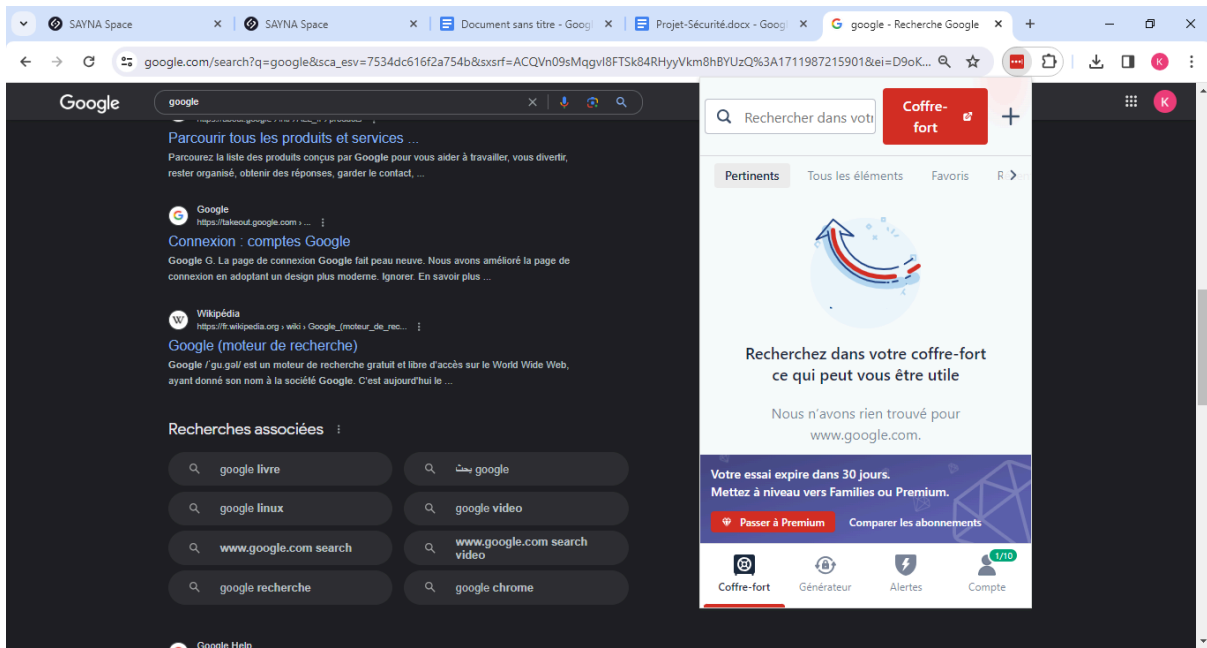 SAYNA Space
SAYNA Space
Document sans titre - Googl
Projet-Sécurité.docx - Googl
google - Recherche Google
google.com/search?q=google&sca_esv=7534dc616f2a754b&sxsrf=ACQVn09sMqgvI8FTSk84RHyyVkm8hBYUzQ%3A1711987215901&ei=D9oK...
K
Google
google
K
Parcourir tous les produits et services ...
Parcourez la liste des produits conçus par Google pour vous aider à travailler, vous divertir,
rester organisé, obtenir des réponses, garder le contact, ...
Google
https://takeout.google.com › ...
Connexion : comptes Google
Google G. La page de connexion Google fait peau neuve. Nous avons amélioré la page de
connexion en adoptant un design plus moderne. Ignorer. En savoir plus ...
W
Wikipédia
https://fr.wikipedia.org › wiki › Google_(moteur_de_rec...
Google (moteur de recherche)
Google /ˈgu.gəl/ est un moteur de recherche gratuit et libre d'accès sur le World Wide Web,
ayant donné son nom à la société Google. C'est aujourd'hui le ...
Recherches associées
google livre
google بحث
google linux
google video
www.google.com search
www.google.com search
video
google recherche
google chrome
Google Help
Rechercher dans votr
Coffre-
fort
Pertinents
Tous les éléments
Favoris
Recherchez dans votre coffre-fort
ce qui peut vous être utile
Nous n'avons rien trouvé pour
www.google.com.
Votre essai expire dans 30 jours.
Mettez à niveau vers Families ou Premium.
Passer à Premium
Comparer les abonnements
1/10
Coffre-fort
Générateur
Alertes
Compte